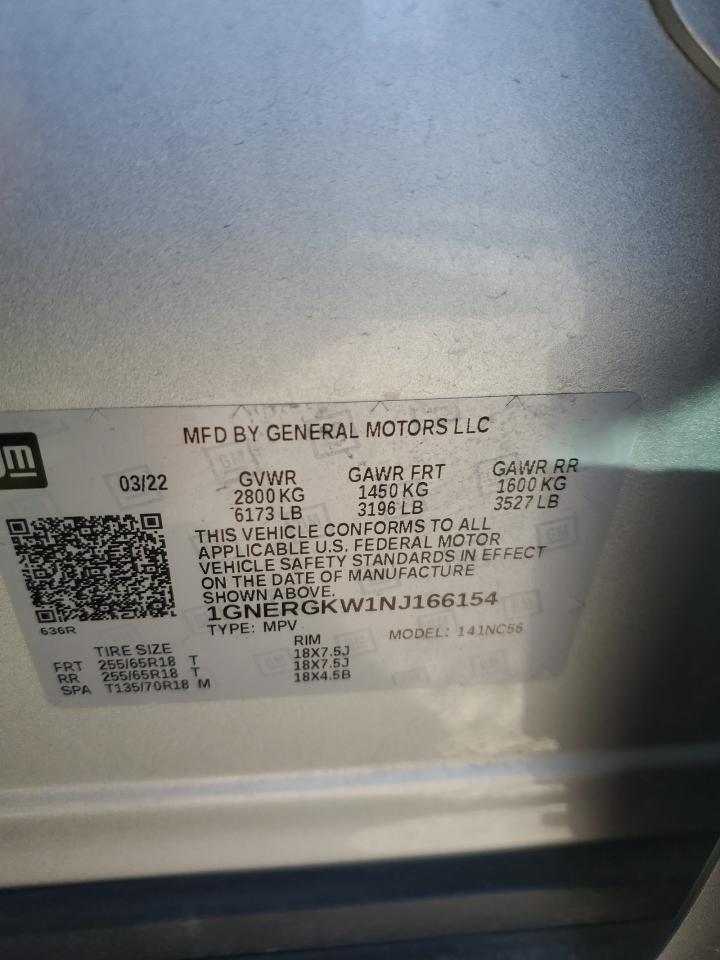 GM
MFD BY GENERAL MOTORS LLC
03/22 GVWR GAWR FRT GAWR RR
2800 KG 1450 KG 1600 KG
6173 LB 3196 LB 3527 LB
THIS VEHICLE CONFORMS TO ALL
APPLICABLE U.S. FEDERAL MOTOR
VEHICLE SAFETY STANDARDS IN EFFECT
ON THE DATE OF MANUFACTURE
SHOWN ABOVE.
1GNERGKW1NJ166154
636R
TYPE: MPV MODEL: 141NC56
TIRE SIZE RIM
FRT 255/65R18 T 18X7.5J
RR 255/65R18 T 18X7.5J
SPA T135/70R18 M 18X4.5B